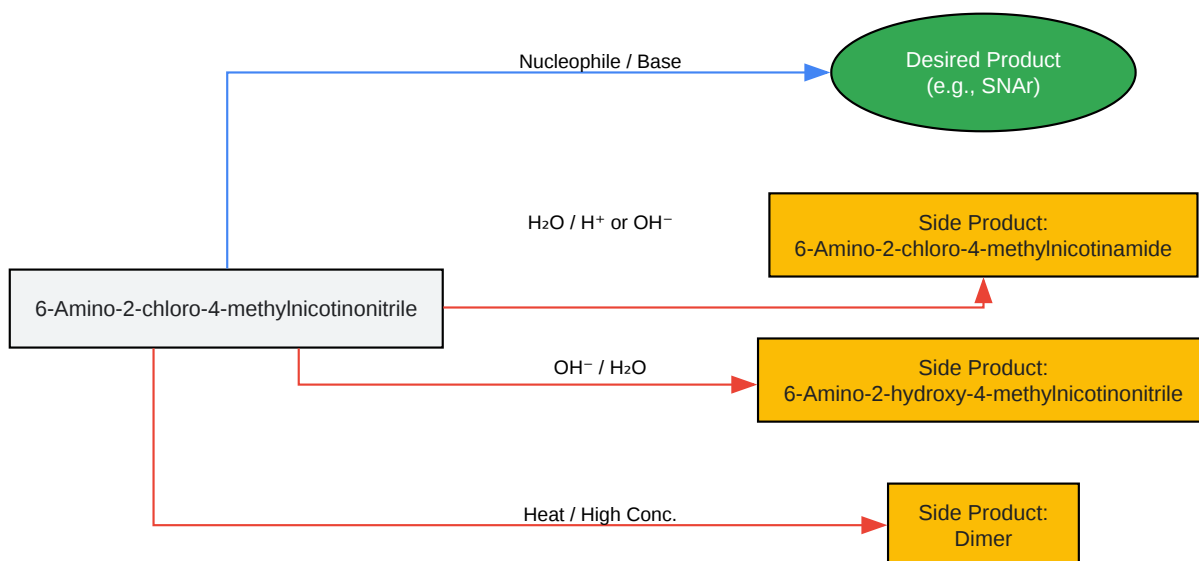 Nucleophile / Base
Desired Product
(e.g., SNAr)
H₂O / H⁺ or OH⁻
Side Product:
6-Amino-2-chloro-4-methylnicotinamide
6-Amino-2-chloro-4-methylnicotinonitrile
OH⁻ / H₂O
Side Product:
6-Amino-2-hydroxy-4-methylnicotinonitrile
Heat / High Conc.
Side Product:
Dimer